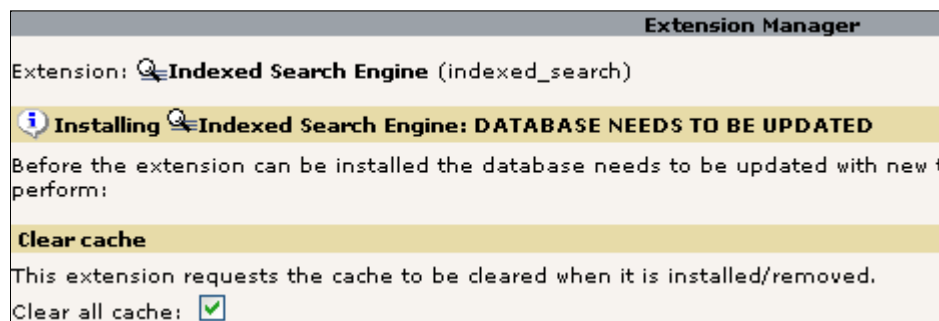 Extension Manager
Extension: Indexed Search Engine (indexed_search)
Installing Indexed Search Engine: DATABASE NEEDS TO BE UPDATED
Before the extension can be installed the database needs to be updated with new
perform:
Clear cache
This extension requests the cache to be cleared when it is installed/removed.
Clear all cache: